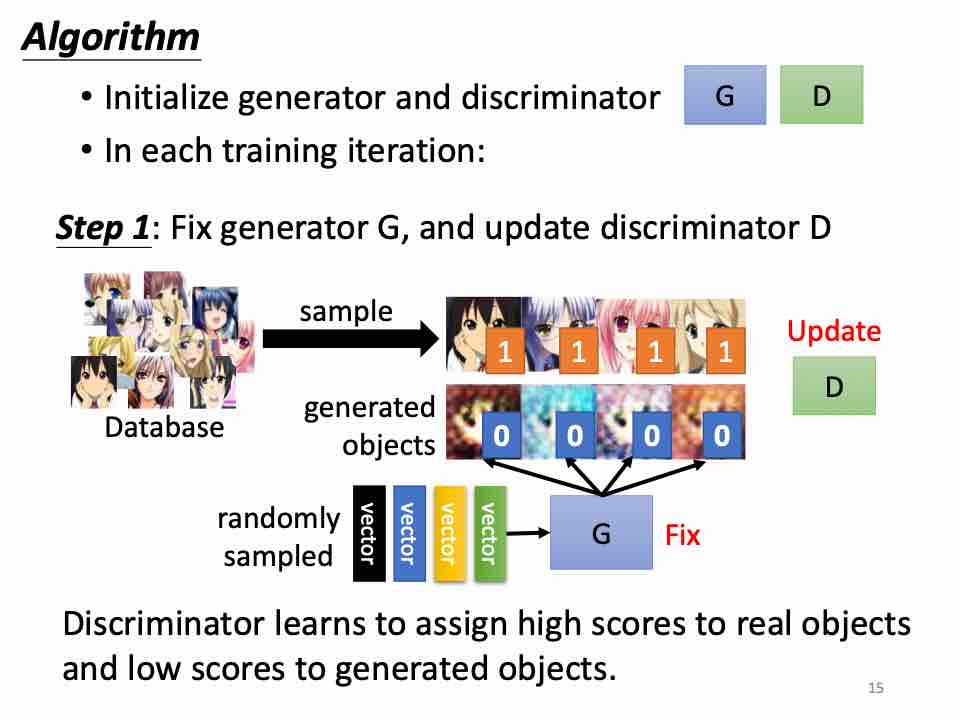 Algorithm
• Initialize generator and discriminator
G
D
• In each training iteration:
Step 1: Fix generator G, and update discriminator D
sample
1 1 1 1
Update
D
Database
generated
objects
0 0 0 0
randomly
sampled
vector
vector
vector
vector
G
Fix
Discriminator learns to assign high scores to real objects
and low scores to generated objects.
15